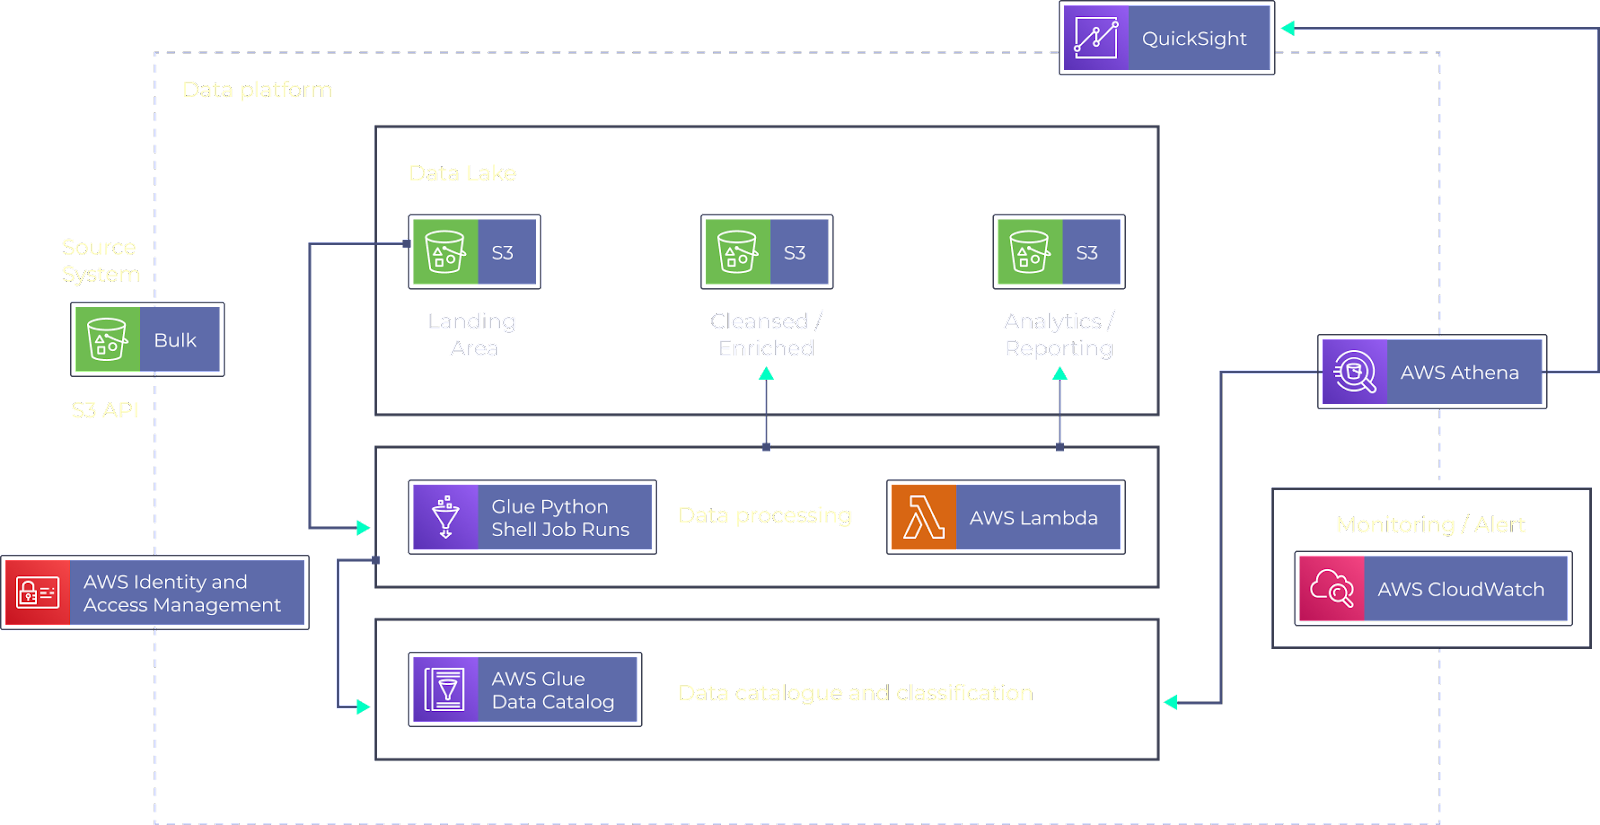 QuickSight
Data platform
Data Lake
S3
S3
S3
Landing
Area
Cleansed /
Enriched
Analytics /
Reporting
Source
System
Bulk
S3 API
AWS Athena
Glue Python
Shell Job Runs
Data processing
AWS Lambda
Monitoring / Alert
AWS CloudWatch
AWS Identity and
Access Management
AWS Glue
Data Catalog
Data catalogue and classification